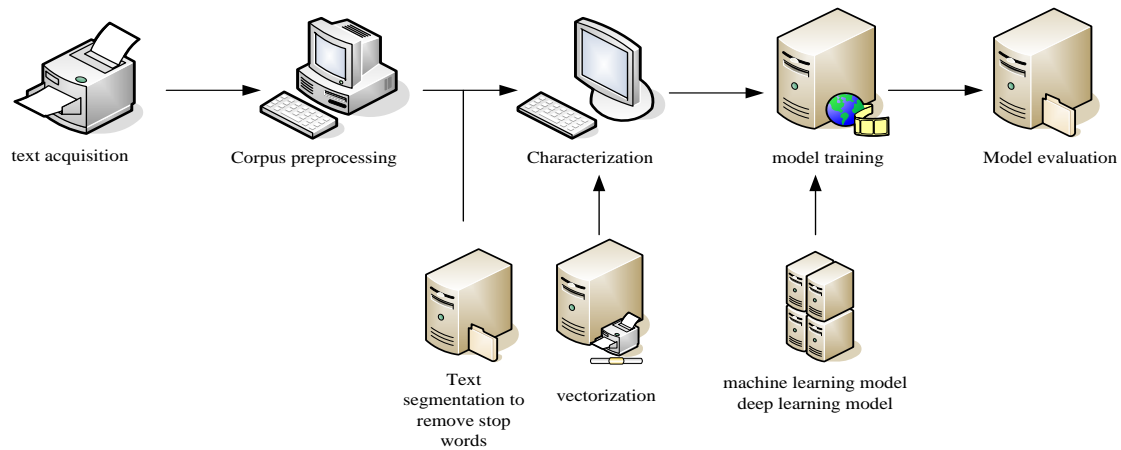 text acquisition
Corpus preprocessing
Characterization
model training
Model evaluation
Text
segmentation to
remove stop
words
vectorization
machine learning model
deep learning model